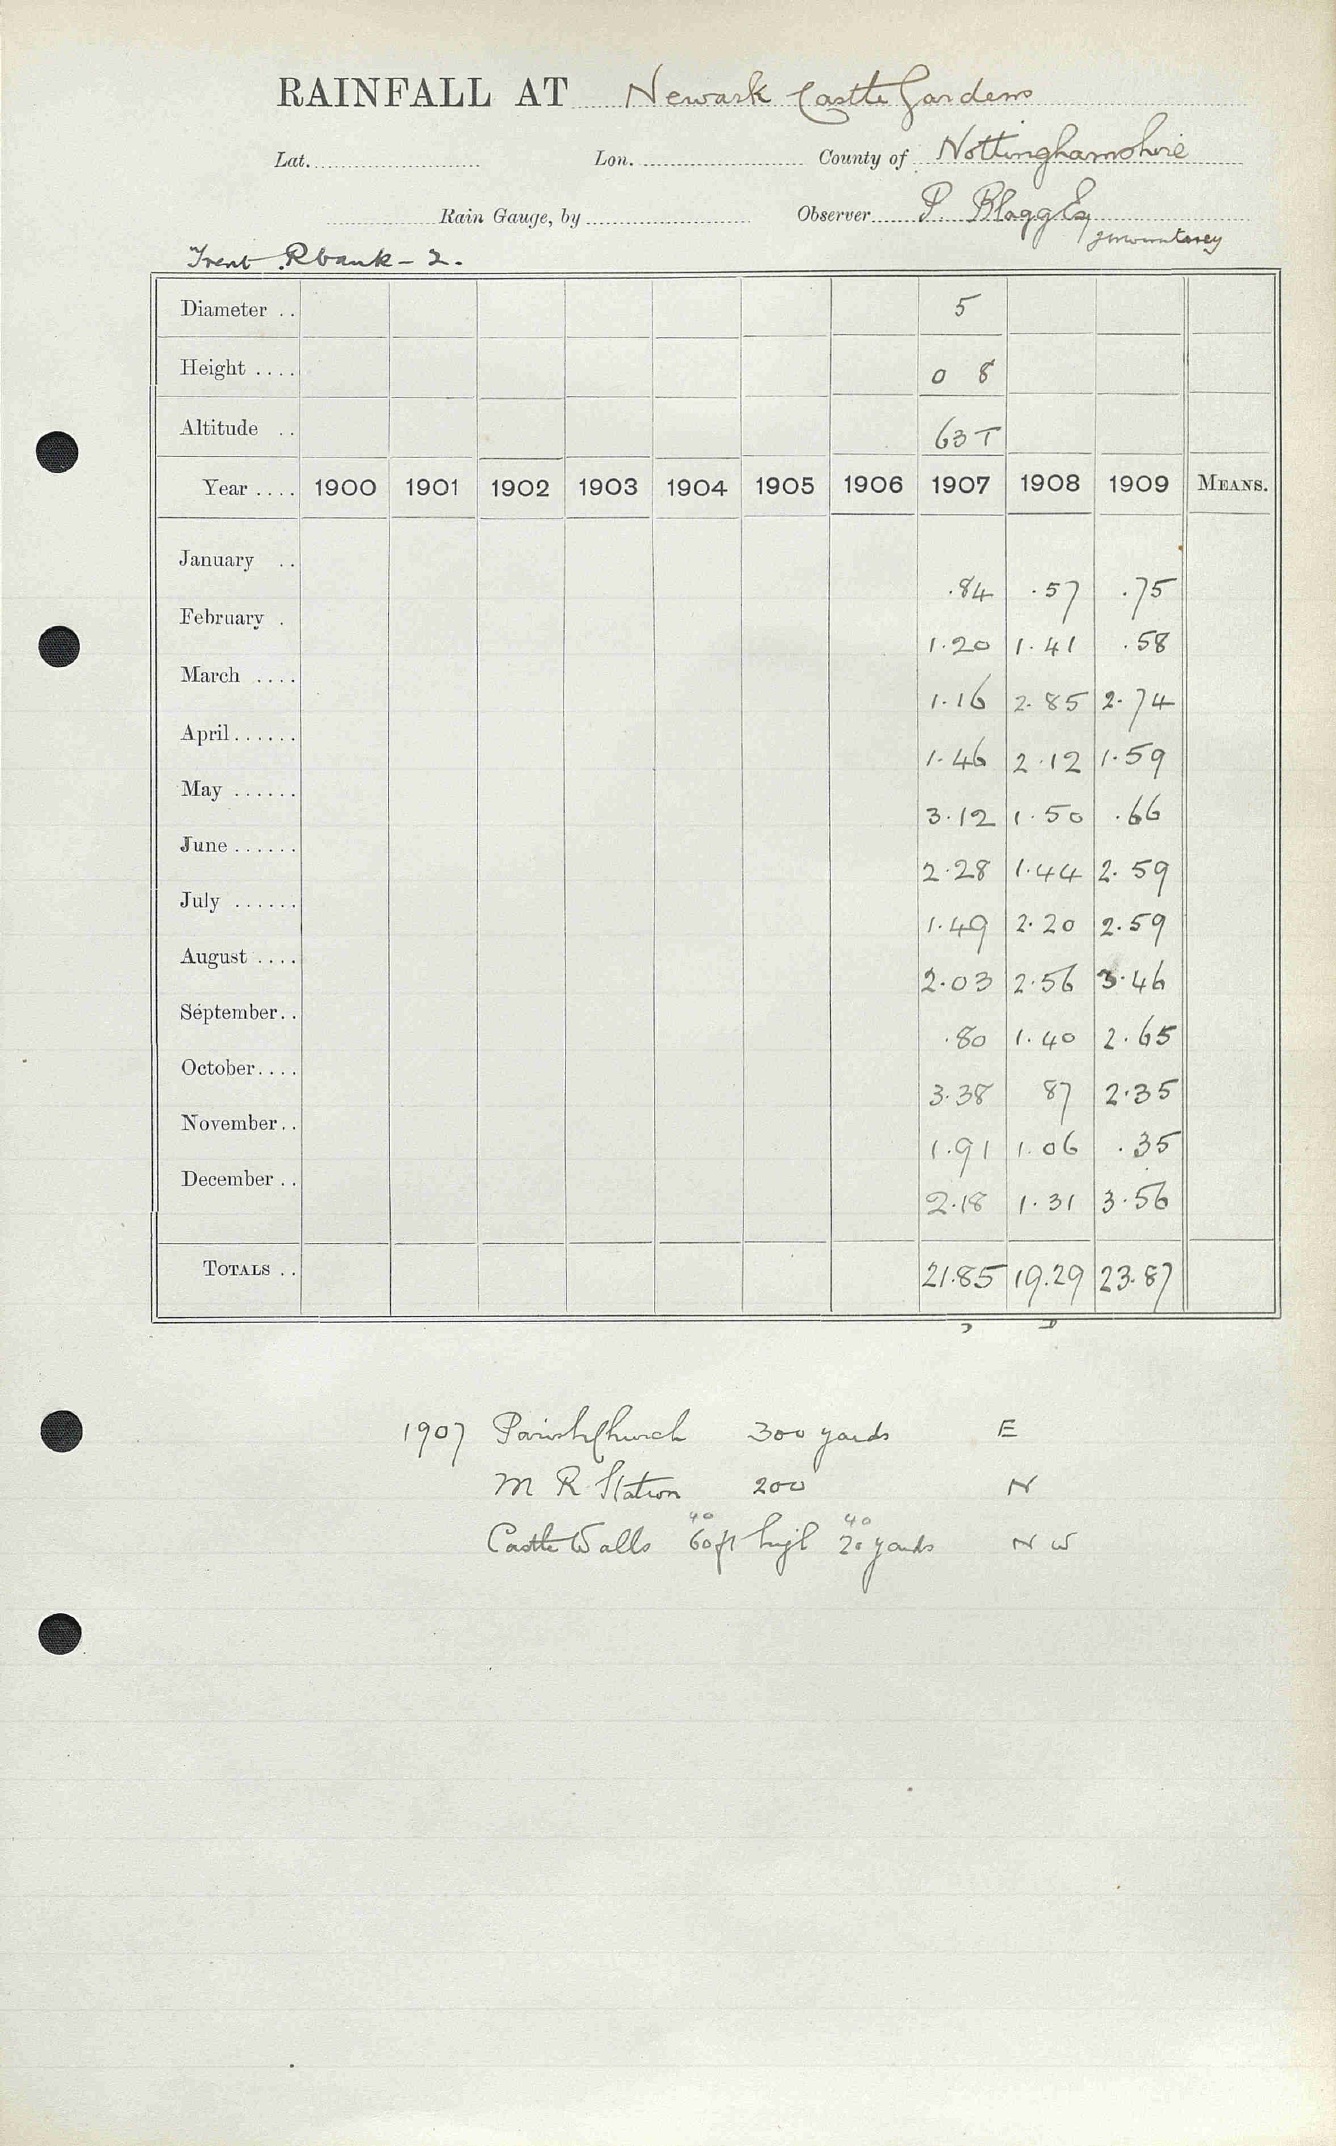 RAINFALL AT Newark Castle Gardens
Lat. Lon. County of Nottinghamshire
Rain Gauge, by Observer P. Blagg Esq
Trent Rbank - 2.
Diameter .. 5
Height .... 0 8
Altitude .. 63 T
Year .... 1900 1901 1902 1903 1904 1905 1906 1907 1908 1909 MEANS.
January .. .84 .57 .75
February . 1.20 1.41 .58
March .... 1.16 2.85 2.74
April...... 1.46 2.12 1.59
May ...... 3.12 1.50 .66
June ...... 2.28 1.44 2.59
July ...... 1.49 2.20 2.59
August .... 2.03 2.56 3.46
September.. .80 1.40 2.65
October.... 3.38 87 2.35
November.. 1.91 1.06 .35
December .. 2.18 1.31 3.56
TOTALS .. 21.85 19.29 23.87
1907 Parish Church 300 yards E
M R Station 200 N
40 40
Castle Walls 60 ft high 20 yards N W